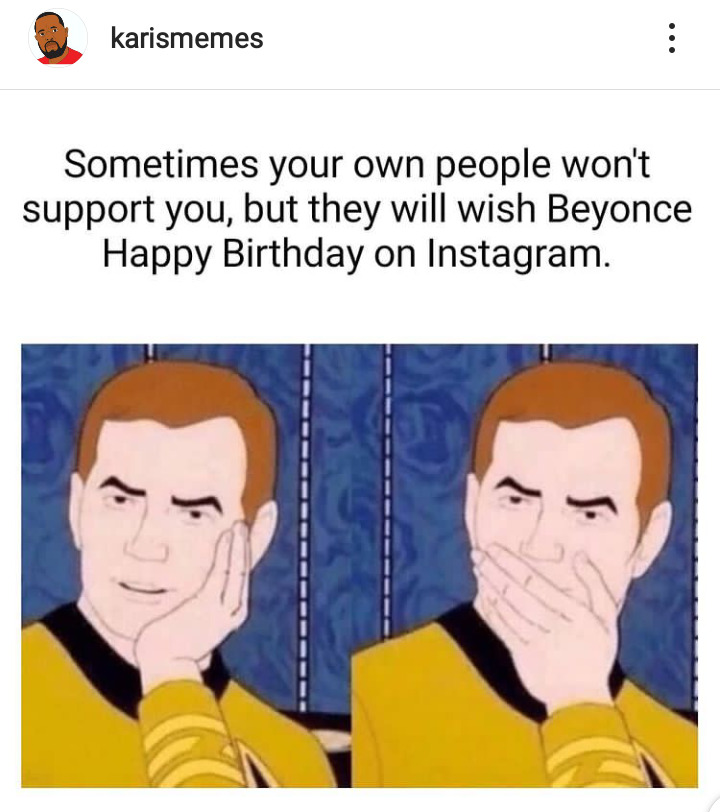 karismemes
Sometimes your own people won't
support you, but they will wish Beyonce
Happy Birthday on Instagram.